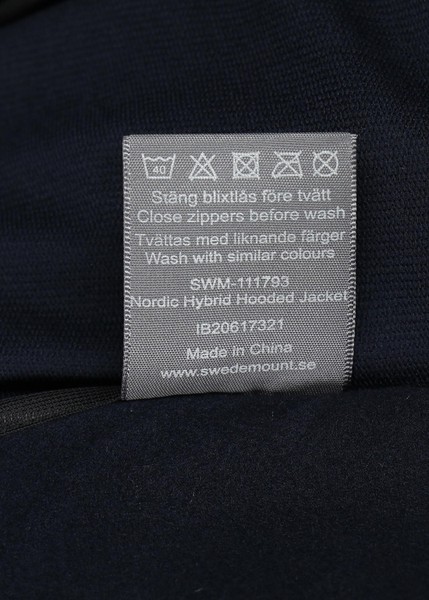 40
Stäng blixtlås före tvätt
Close zippers before wash
Tvättas med liknande färger
Wash with similar colours
SWM-111793
Nordic Hybrid Hooded Jacket
IB20617321
Made in China
www.swedemount.se